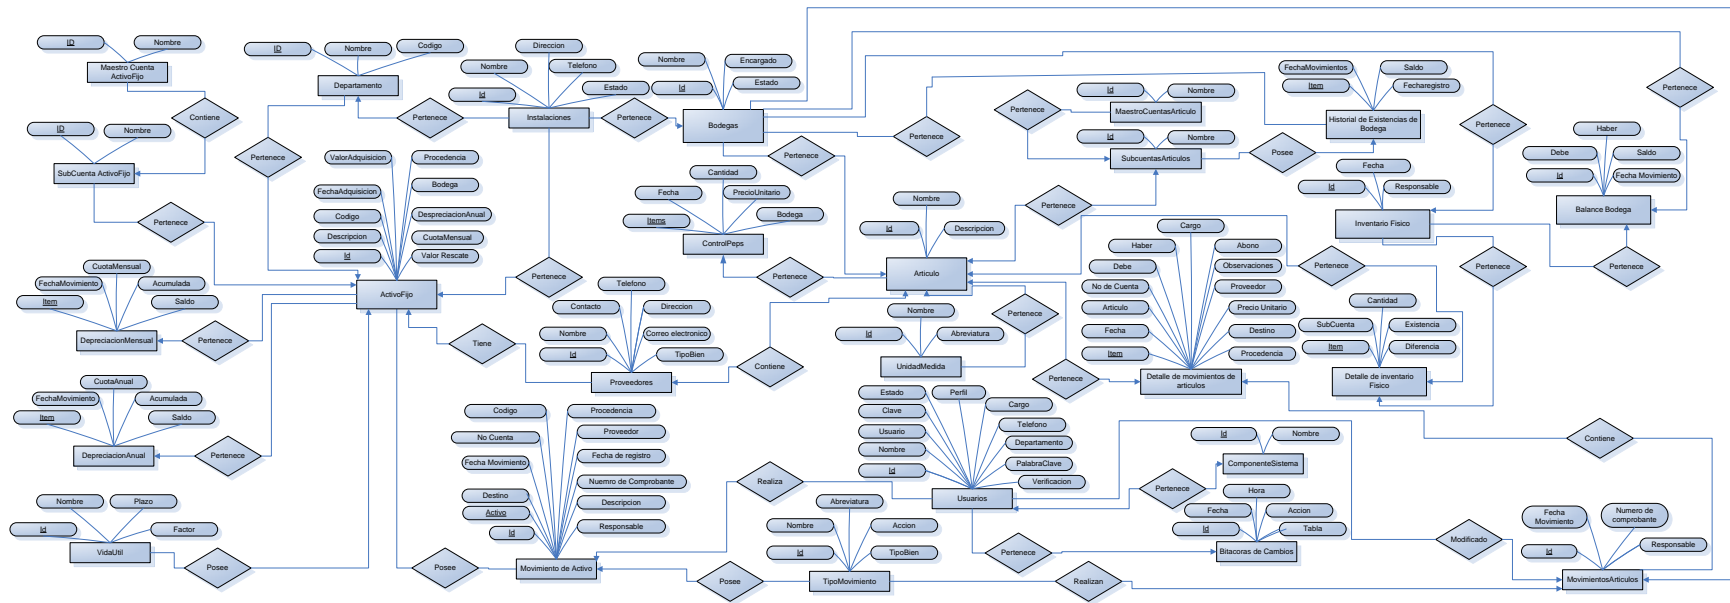 ID
Nombre
Maestro Cuenta
ActivoFijo
Contiene
ID
Nombre
SubCuenta ActivoFijo
Pertenece
ID
Nombre
Codigo
Departamento
Pertenece
Pertenece
Direccion
Nombre
Telefono
Id
Estado
Instalaciones
Pertenece
Nombre
Encargado
Id
Estado
Bodegas
Pertenece
Pertenece
Pertenece
Id
Nombre
MaestroCuentasArticulo
Pertenece
Id
Nombre
SubcuentasArticulos
Posee
FechaMovimientos
Saldo
Item
Fecharegistro
Historial de Existencias de
Bodega
Pertenece
Pertenece
Fecha
Id
Responsable
Inventario Fisico
Haber
Debe
Saldo
Id
Fecha Movimiento
Balance Bodega
Pertenece
Pertenece
Pertenece
ValorAdquisicion
Procedencia
FechaAdquisicion
Bodega
Codigo
DespreciacionAnual
Descripcion
CuotaMensual
Id
Valor Rescate
ActivoFijo
Pertenece
Cantidad
Fecha
PrecioUnitario
Items
Bodega
ControlPeps
Pertenece
Nombre
Id
Descripcion
Articulo
Pertenece
Pertenece
Cargo
Haber
Abono
Debe
Observaciones
No de Cuenta
Proveedor
Articulo
Precio Unitario
Fecha
Destino
Item
Procedencia
Detalle de movimientos de
articulos
Pertenece
Cantidad
SubCuenta
Existencia
Item
Diferencia
Detalle de inventario
Fisico
CuotaMensual
FechaMovimiento
Acumulada
Item
Saldo
DepreciacionMensual
Pertenece
Tiene
Telefono
Contacto
Direccion
Nombre
Correo electronico
Id
TipoBien
Proveedores
Contiene
Nombre
Id
Abreviatura
UnidadMedida
Pertenece
CuotaAnual
FechaMovimiento
Acumulada
Item
Saldo
DepreciacionAnual
Pertenece
Nombre
Plazo
Id
Factor
VidaUtil
Posee
Posee
Codigo
Procedencia
No Cuenta
Proveedor
Fecha Movimiento
Fecha de registro
Destino
Nuemro de Comprobante
Activo
Descripcion
Id
Responsable
Movimiento de Activo
Realiza
Posee
Abreviatura
Nombre
Accion
Id
TipoBien
TipoMovimiento
Realizan
Estado
Perfil
Clave
Cargo
Usuario
Telefono
Nombre
Departamento
Id
PalabraClave
Verificacion
Usuarios
Pertenece
Pertenece
Id
Nombre
ComponenteSistema
Hora
Fecha
Accion
Id
Tabla
Bitacoras de Cambios
Modificado
Contiene
Fecha
Movimiento
Numero de
comprobante
Id
Responsable
MovimientosArticulos